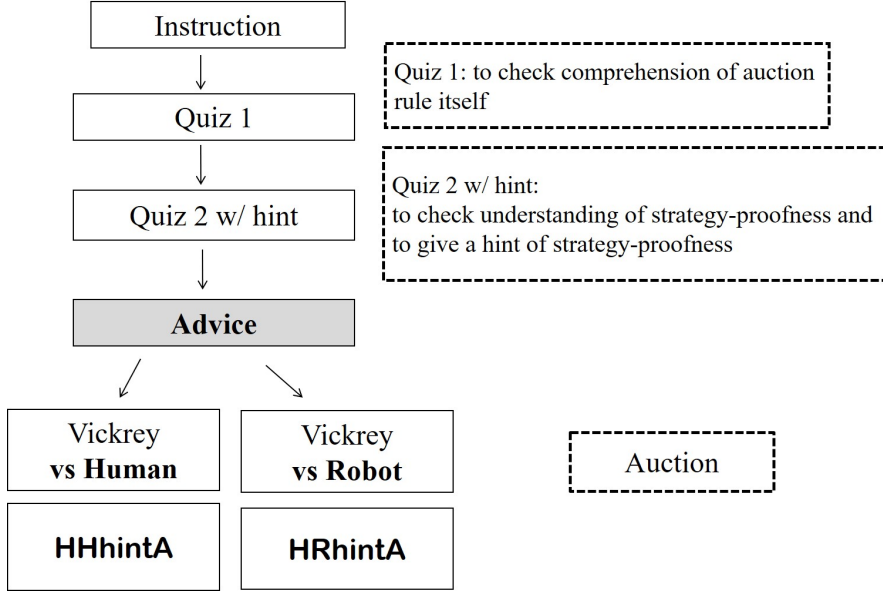 Instruction
Quiz 1: to check comprehension of auction
rule itself
Quiz 1
Quiz 2 w/ hint:
to check understanding of strategy-proofness and
to give a hint of strategy-proofness
Quiz 2 w/ hint
Advice
Vickrey
vs Human
Vickrey
vs Robot
Auction
HHhintA
HRhintA